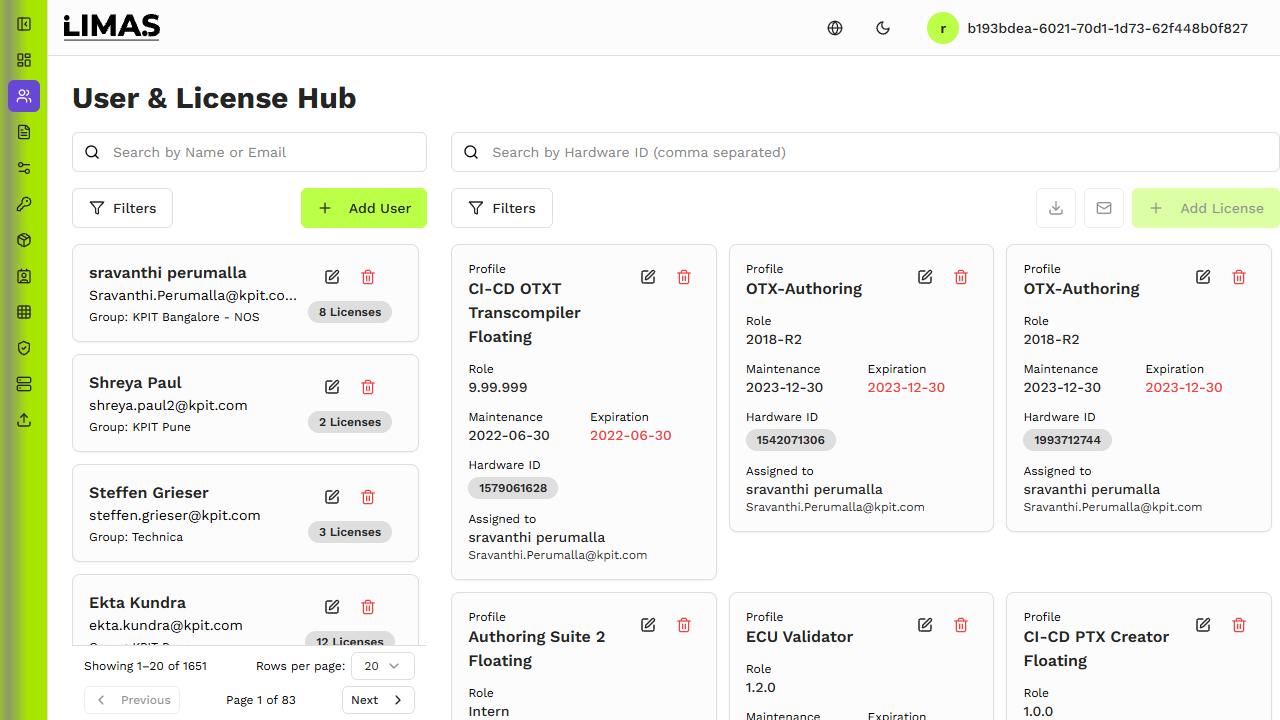 LIMAS
r
b193bdea-6021-70d1-1d73-62f448b0f827
User & License Hub
Search by Name or Email
Filters
Add User
sravanthi perumalla
Sravanthi.Perumalla@kpit.co...
Group: KPIT Bangalore - NOS
8 Licenses
Shreya Paul
shreya.paul2@kpit.com
Group: KPIT Pune
2 Licenses
Steffen Grieser
steffen.grieser@kpit.com
Group: Technica
3 Licenses
Ekta Kundra
ekta.kundra@kpit.com
12 Licenses
Showing 1–20 of 1651
Rows per page:
20
Previous
Page 1 of 83
Next
Search by Hardware ID (comma separated)
Filters
Add License
Profile
CI-CD OTXT
Transcompiler
Floating
Role
9.99.999
Maintenance Expiration
2022-06-30 2022-06-30
Hardware ID
1579061628
Assigned to
sravanthi perumalla
Sravanthi.Perumalla@kpit.com
Profile
OTX-Authoring
Role
2018-R2
Maintenance Expiration
2023-12-30 2023-12-30
Hardware ID
1542071306
Assigned to
sravanthi perumalla
Sravanthi.Perumalla@kpit.com
Profile
OTX-Authoring
Role
2018-R2
Maintenance Expiration
2023-12-30 2023-12-30
Hardware ID
1993712744
Assigned to
sravanthi perumalla
Sravanthi.Perumalla@kpit.com
Profile
Authoring Suite 2
Floating
Role
Intern
Profile
ECU Validator
Role
1.2.0
Maintenance Expiration
Profile
CI-CD PTX Creator
Floating
Role
1.0.0